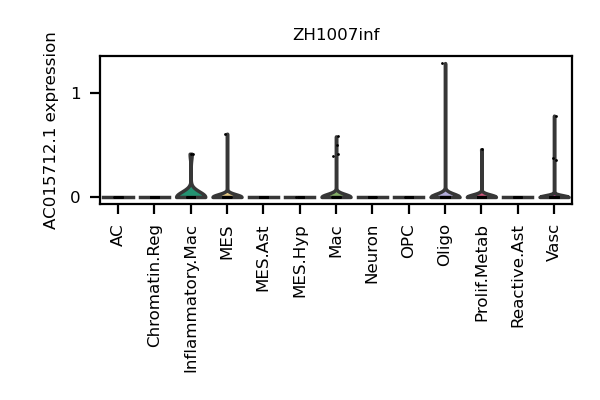 ZH1007inf
AC015712.1 expression
1
0
AC
Chromatin.Reg
Inflammatory.Mac
MES
MES.Ast
MES.Hyp
Mac
Neuron
OPC
Oligo
Prolif.Metab
Reactive.Ast
Vasc